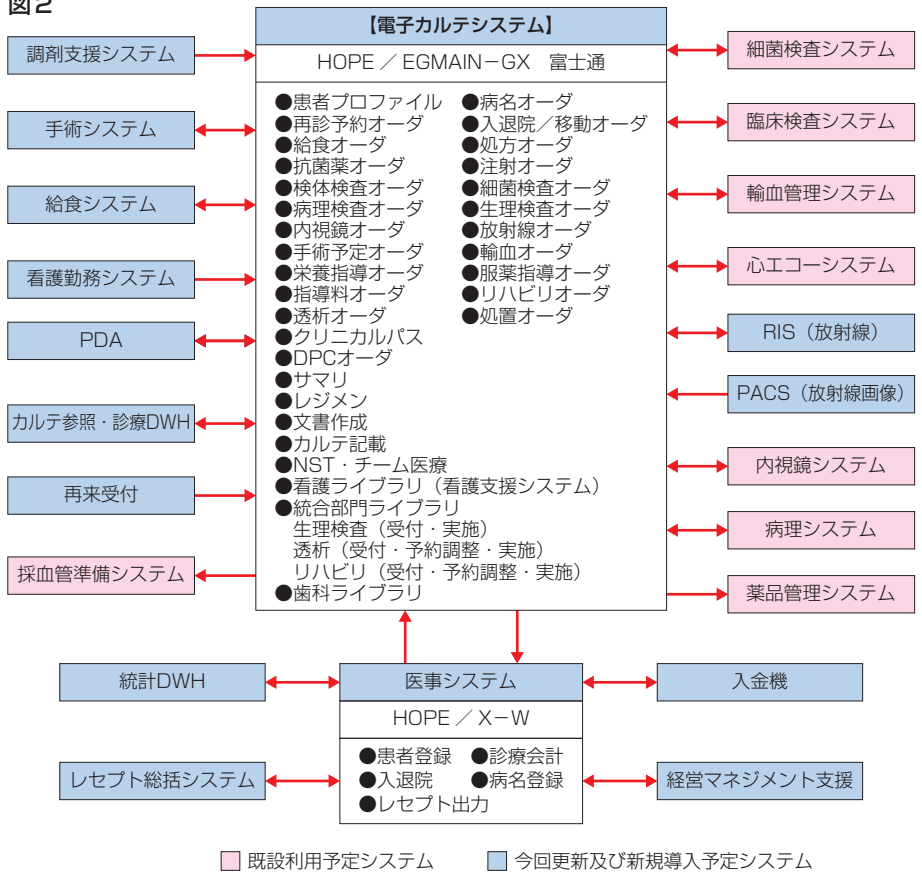 図2
【電子カルテシステム】
HOPE／EGMAIN－GX　富士通
調剤支援システム
手術システム
給食システム
看護勤務システム
PDA
カルテ参照・診療DWH
再来受付
採血管準備システム
●患者プロファイル　●病名オーダ
●再診予約オーダ　●入退院／移動オーダ
●給食オーダ　●処方オーダ
●抗菌薬オーダ　●注射オーダ
●検体検査オーダ　●細菌検査オーダ
●病理検査オーダ　●生理検査オーダ
●内視鏡オーダ　●放射線オーダ
●手術予定オーダ　●輸血オーダ
●栄養指導オーダ　●服薬指導オーダ
●指導料オーダ　●リハビリオーダ
●透析オーダ　●処置オーダ
●クリニカルパス
●DPCオーダ
●サマリ
●レジメン
●文書作成
●カルテ記載
●NST・チーム医療
●看護ライブラリ（看護支援システム）
●統合部門ライブラリ
生理検査（受付・実施）
透析（受付・予約調整・実施）
リハビリ（受付・予約調整・実施）
●歯科ライブラリ
細菌検査システム
臨床検査システム
輸血管理システム
心エコーシステム
RIS（放射線）
PACS（放射線画像）
内視鏡システム
病理システム
薬品管理システム
統計DWH
医事システム
入金機
HOPE／X－W
レセプト総括システム
●患者登録　●診療会計
●入退院　●病名登録
●レセプト出力
経営マネジメント支援
既設利用予定システム
今回更新及び新規導入予定システム